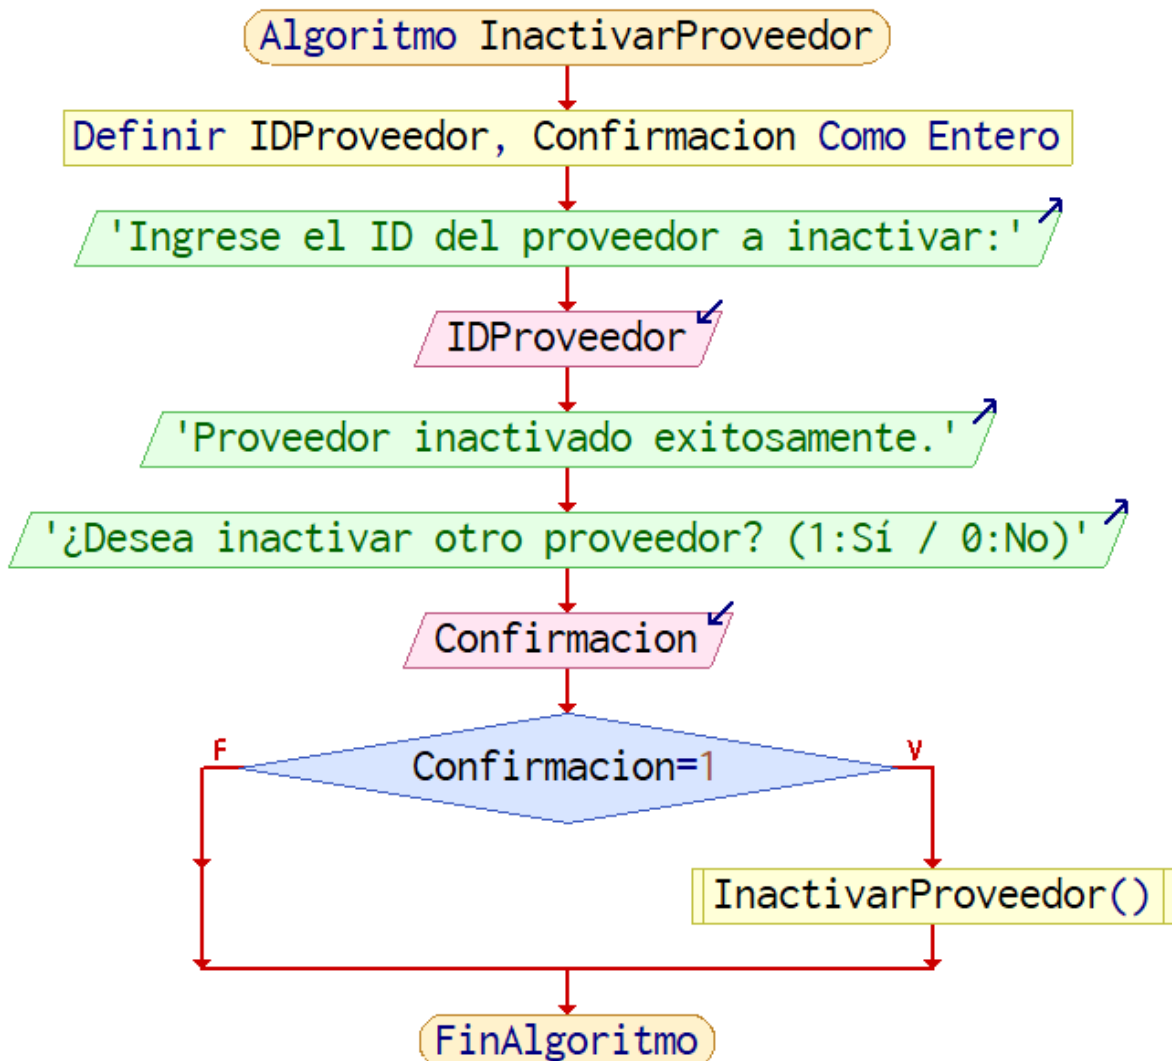 Algoritmo InactivarProveedor
Definir IDProveedor, Confirmacion Como Entero
'Ingrese el ID del proveedor a inactivar:'
IDProveedor
'Proveedor inactivado exitosamente.'
'¿Desea inactivar otro proveedor? (1:Sí / 0:No)'
Confirmacion
F
V
Confirmacion=1
InactivarProveedor()
FinAlgoritmo